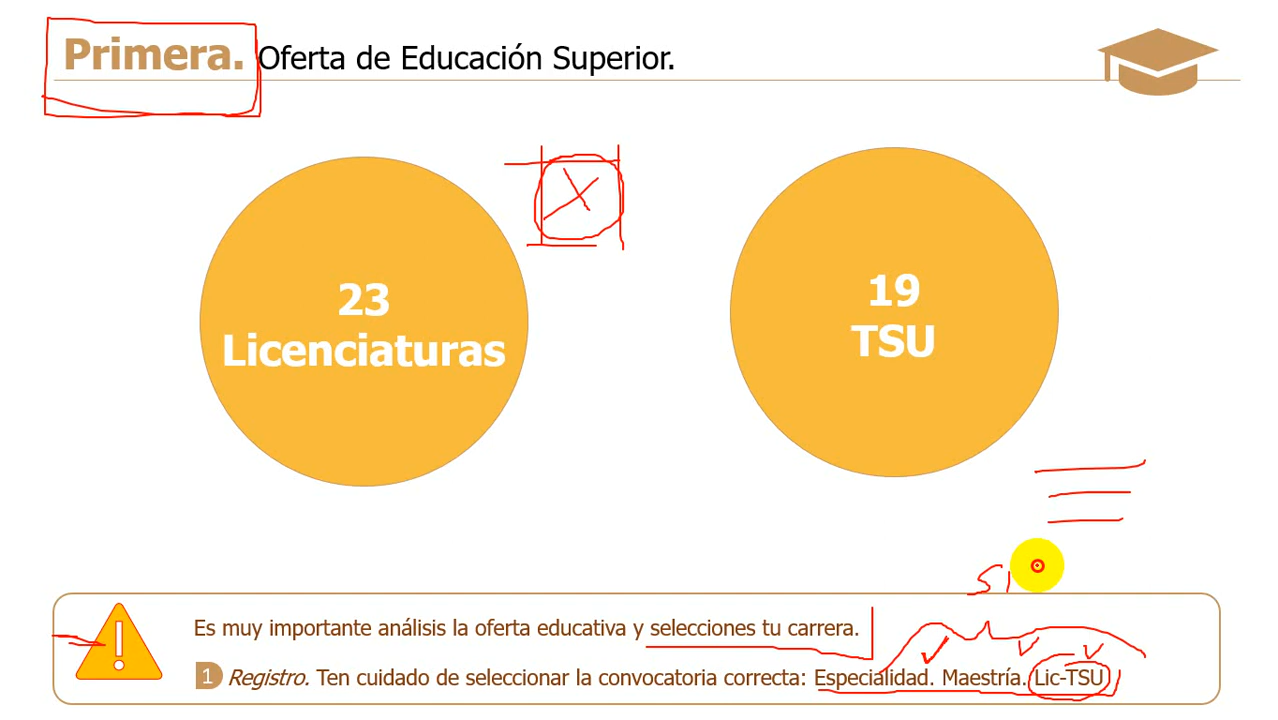 Primera. Oferta de Educación Superior.
23
Licenciaturas
19
TSU
SI
Es muy importante análisis la oferta educativa y selecciones tu carrera.
1 Registro. Ten cuidado de seleccionar la convocatoria correcta: Especialidad. Maestría. Lic-TSU